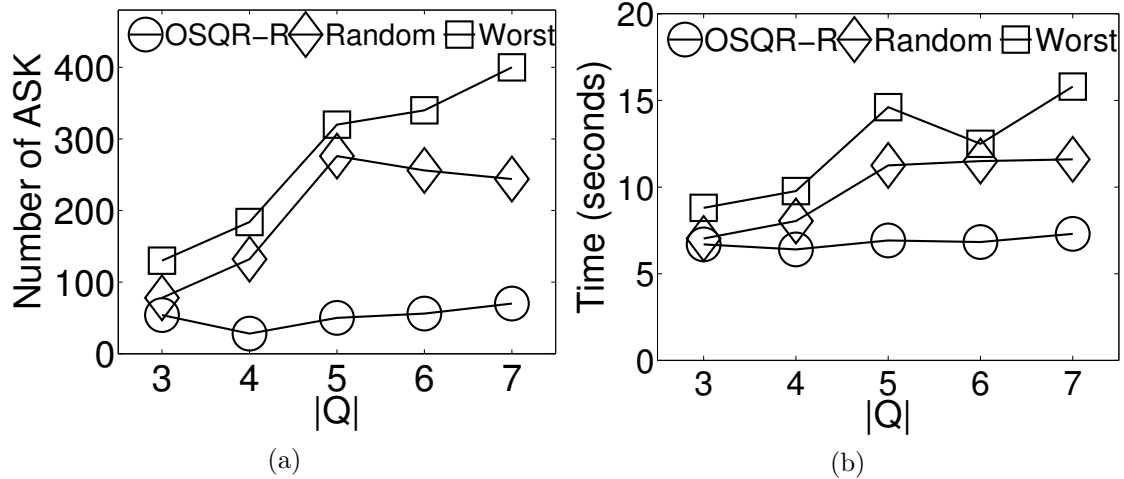 OSQR−R Random Worst
Number of ASK
400
300
200
100
0
3 4 5 6 7
|Q|
(a)
OSQR−R Random Worst
Time (seconds)
20
15
10
5
0
3 4 5 6 7
|Q|
(b)